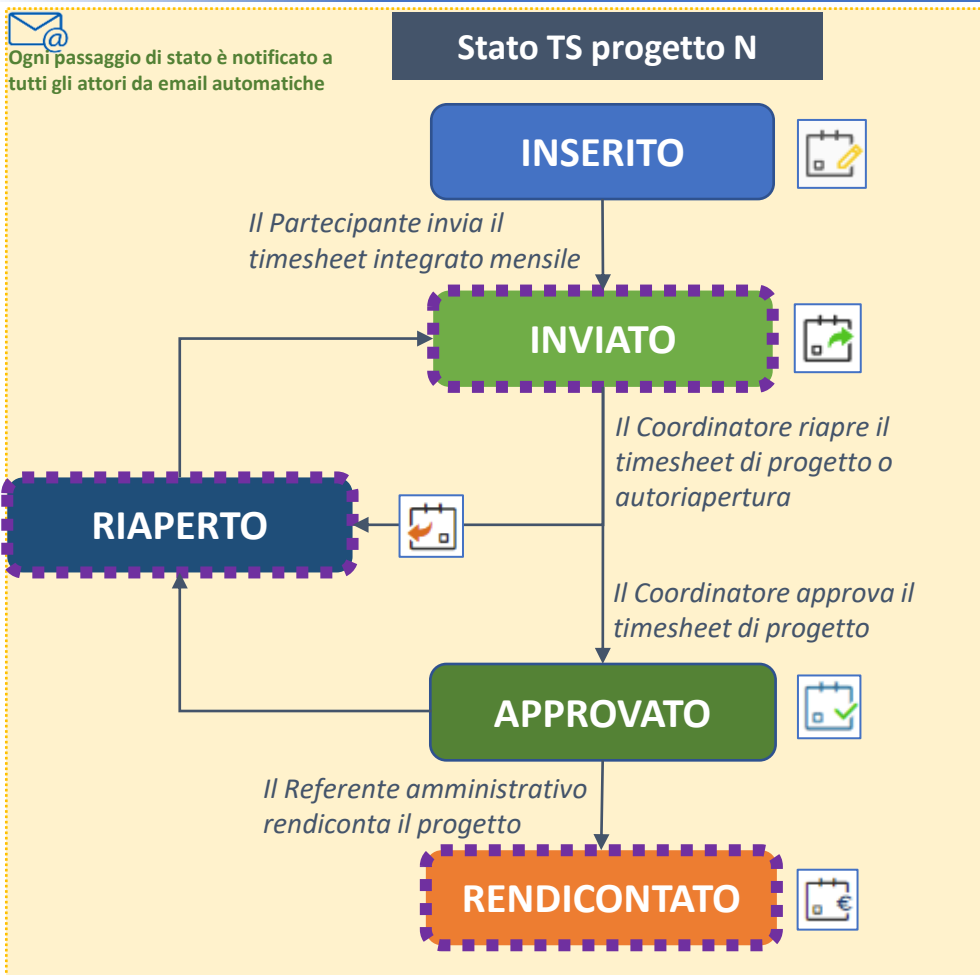 Ogni passaggio di stato è notificato a
tutti gli attori da email automatiche
Stato TS progetto N
INSERITO
Il Partecipante invia il
timesheet integrato mensile
INVIATO
Il Coordinatore riapre il
timesheet di progetto o
autoriapertura
RIAPERTO
Il Coordinatore approva il
timesheet di progetto
APPROVATO
Il Referente amministrativo
rendiconta il progetto
RENDICONTATO